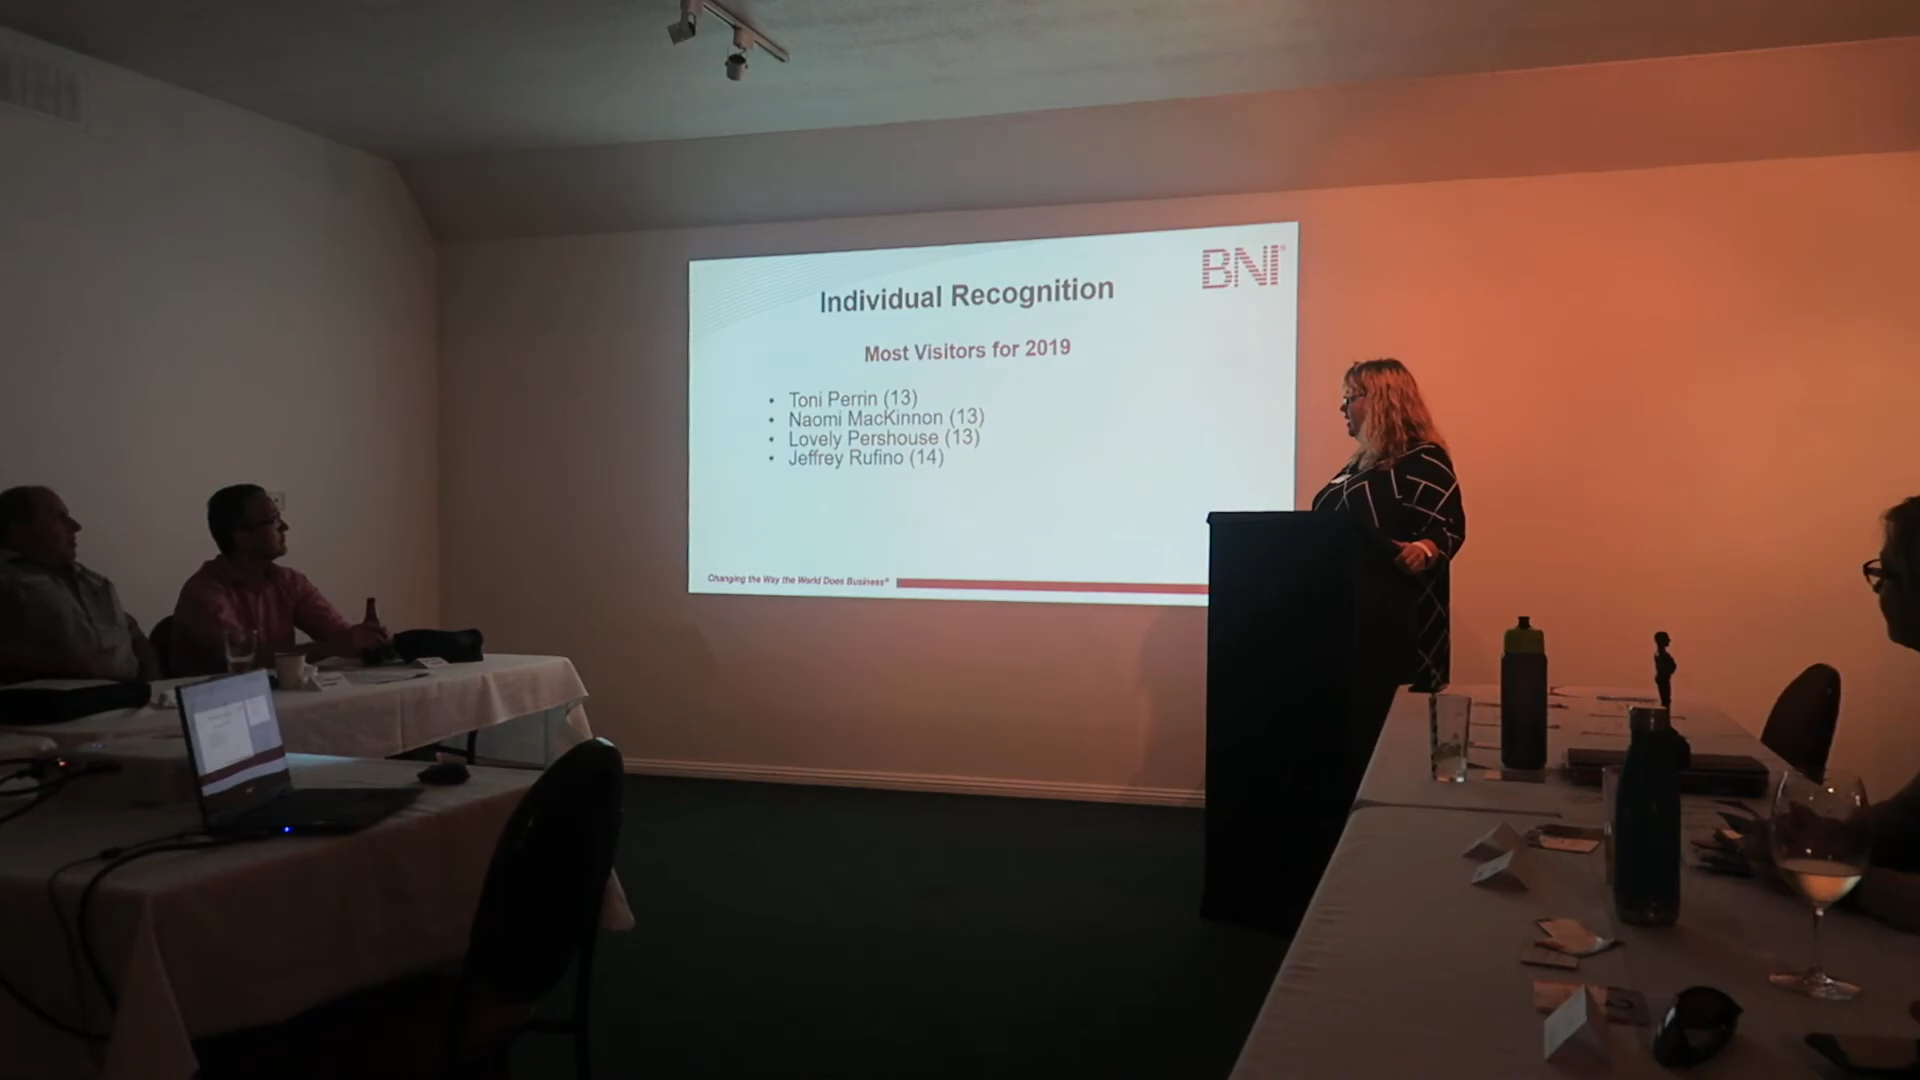 BNI®
Individual Recognition
Most Visitors for 2019
• Toni Perrin (13)
• Naomi MacKinnon (13)
• Lovely Pershouse (13)
• Jeffrey Rufino (14)
Changing the Way the World Does Business®